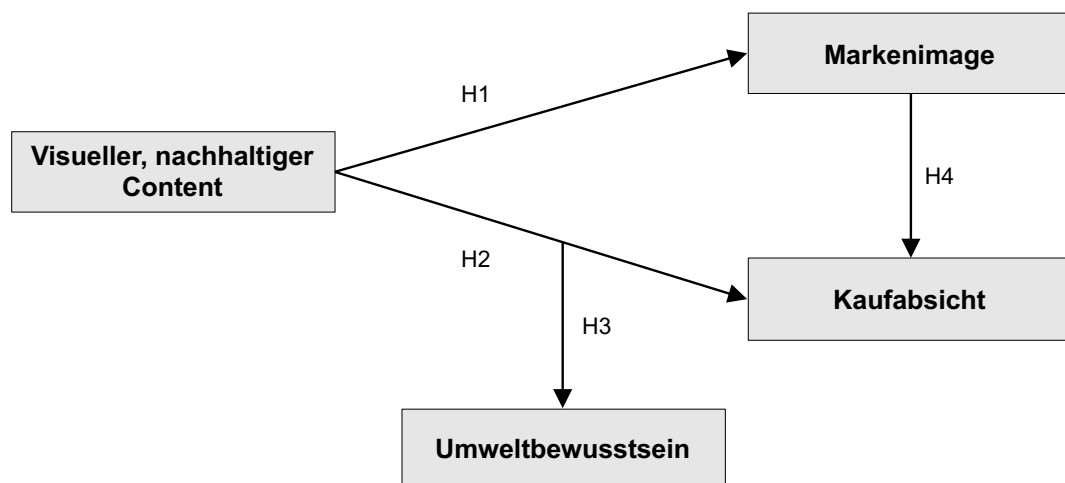 Markenimage
H1
Visueller, nachhaltiger
Content
H4
H2
Kaufabsicht
H3
Umweltbewusstsein